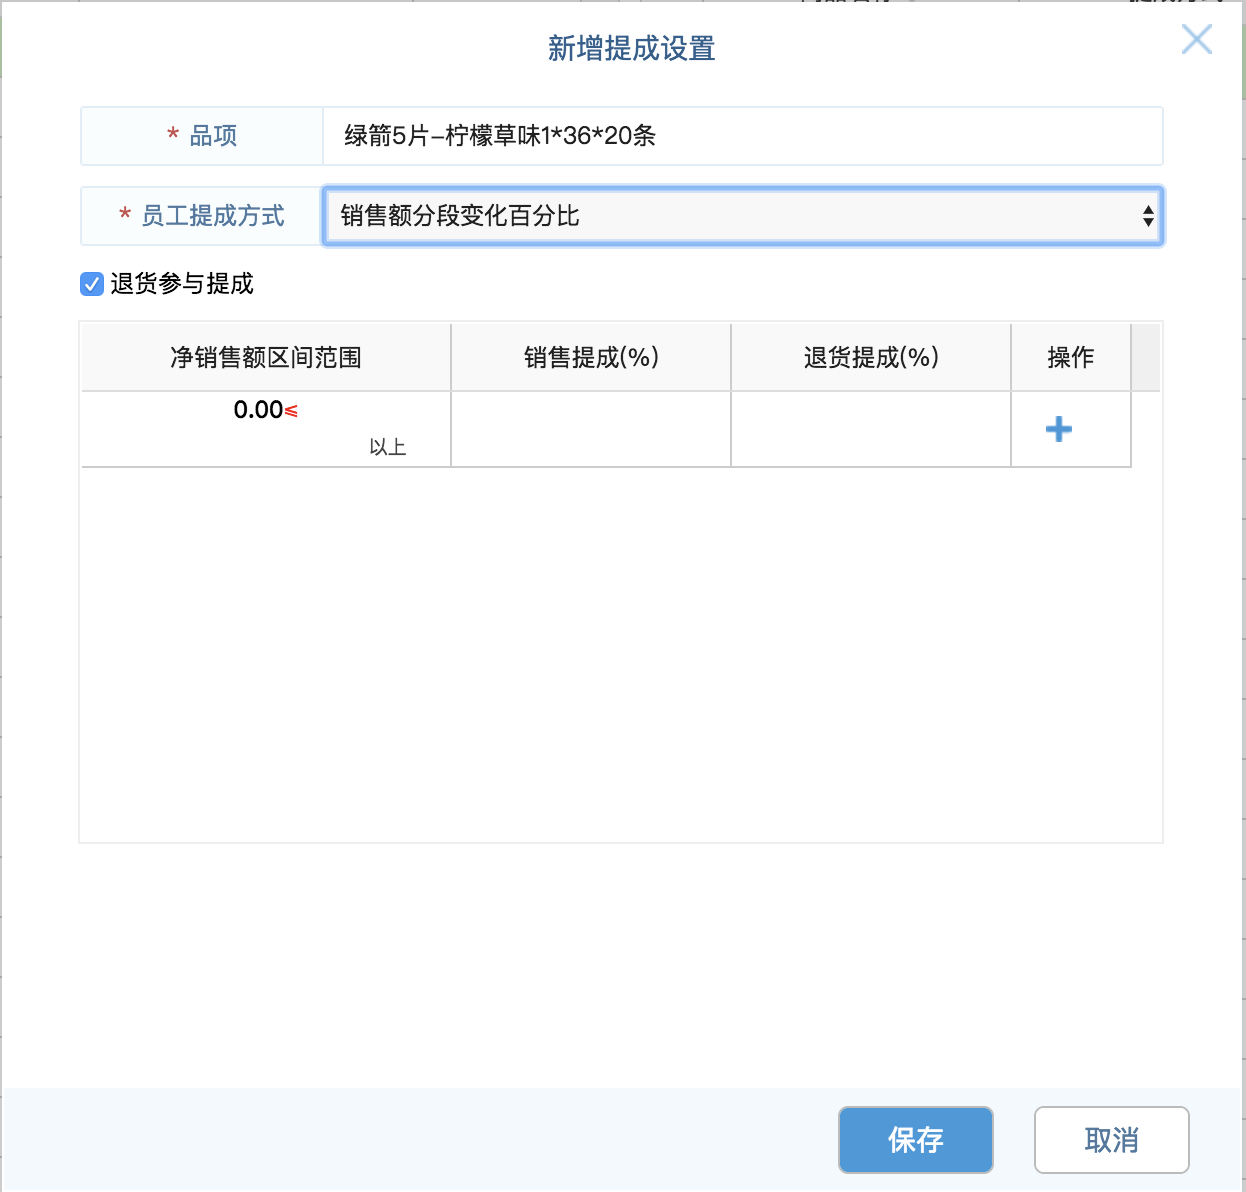 新增提成设置
* 品项
绿箭5片-柠檬草味1*36*20条
* 员工提成方式
销售额分段变化百分比
退货参与提成
净销售额区间范围
销售提成(%)
退货提成(%)
操作
0.00≤
以上
保存
取消